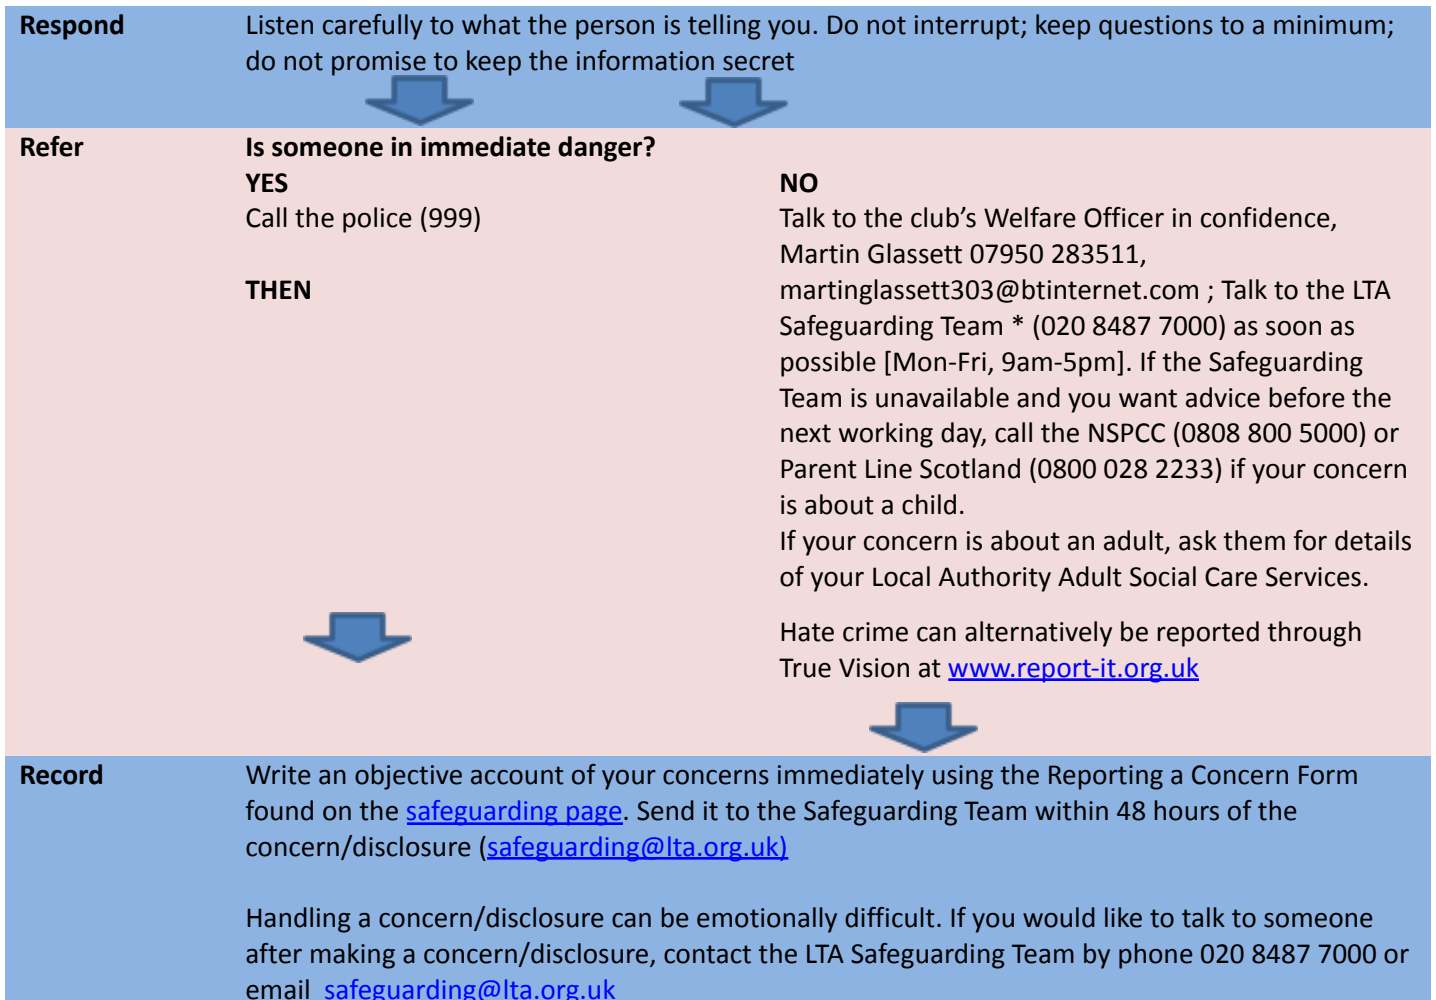 Respond
Listen carefully to what the person is telling you. Do not interrupt; keep questions to a minimum;
do not promise to keep the information secret
Refer
Is someone in immediate danger?
YES
Call the police (999)
THEN
NO
Talk to the club's Welfare Officer in confidence,
Martin Glassett 07950 283511,
martinglassett303@btinternet.com ; Talk to the LTA
Safeguarding Team * (020 8487 7000) as soon as
possible [Mon-Fri, 9am-5pm]. If the Safeguarding
Team is unavailable and you want advice before the
next working day, call the NSPCC (0808 800 5000) or
Parent Line Scotland (0800 028 2233) if your concern
is about a child.
If your concern is about an adult, ask them for details
of your Local Authority Adult Social Care Services.
Hate crime can alternatively be reported through
True Vision at www.report-it.org.uk
Record
Write an objective account of your concerns immediately using the Reporting a Concern Form
found on the safeguarding page. Send it to the Safeguarding Team within 48 hours of the
concern/disclosure (safeguarding@lta.org.uk)
Handling a concern/disclosure can be emotionally difficult. If you would like to talk to someone
after making a concern/disclosure, contact the LTA Safeguarding Team by phone 020 8487 7000 or
email safeguarding@lta.org.uk